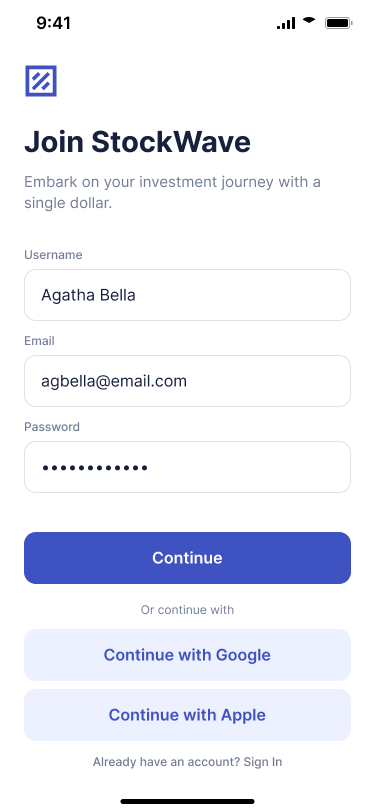 9:41
Join StockWave
Embark on your investment journey with a
single dollar.
Username
Agatha Bella
Email
agbella@email.com
Password
••••••••••••
Continue
Or continue with
Continue with Google
Continue with Apple
Already have an account? Sign In